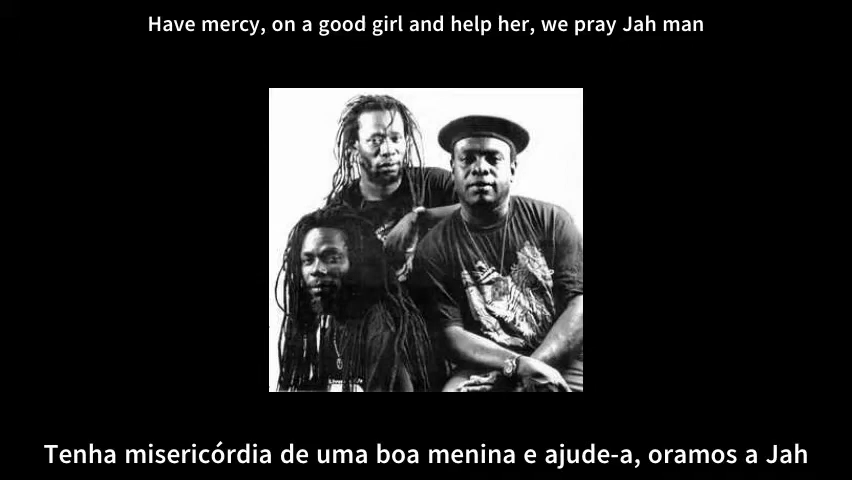 Have mercy, on a good girl and help her, we pray Jah man
Tenha misericórdia de uma boa menina e ajude-a, oramos a Jah